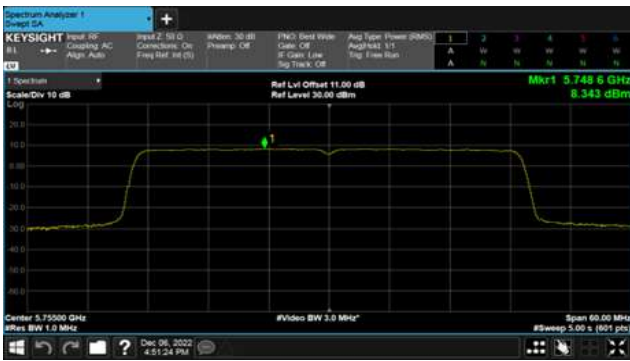 Spectrum Analyzer 1
Swept SA
KEYSIGHT Input: RF Input Z: 50 Ω #Atten: 30 dB PNO: Best Wide Avg Type: Power (RMS) 1 2 3 4 5 6
RL Coupling: AC Corrections: On Preamp: Off Gate: Off Avg|Hold: 1/1 A W W W W W
Align: Auto Freq Ref: Int (S) IF Gain: Low Trig: Free Run
Sig Track: Off A N N N N N
LXI
1 Spectrum Ref Lvl Offset 11.00 dB Mkr1 5.748 6 GHz
Scale/Div 10 dB Ref Level 30.00 dBm 8.343 dBm
Log
20.0
10.0
0.00
-10.0
-20.0
-30.0
-40.0
-50.0
-60.0
1
Center 5.75500 GHz #Video BW 3.0 MHz* Span 60.00 MHz
#Res BW 1.0 MHz #Sweep 5.00 s (601 pts)
? Dec 06, 2022
4:51:24 PM